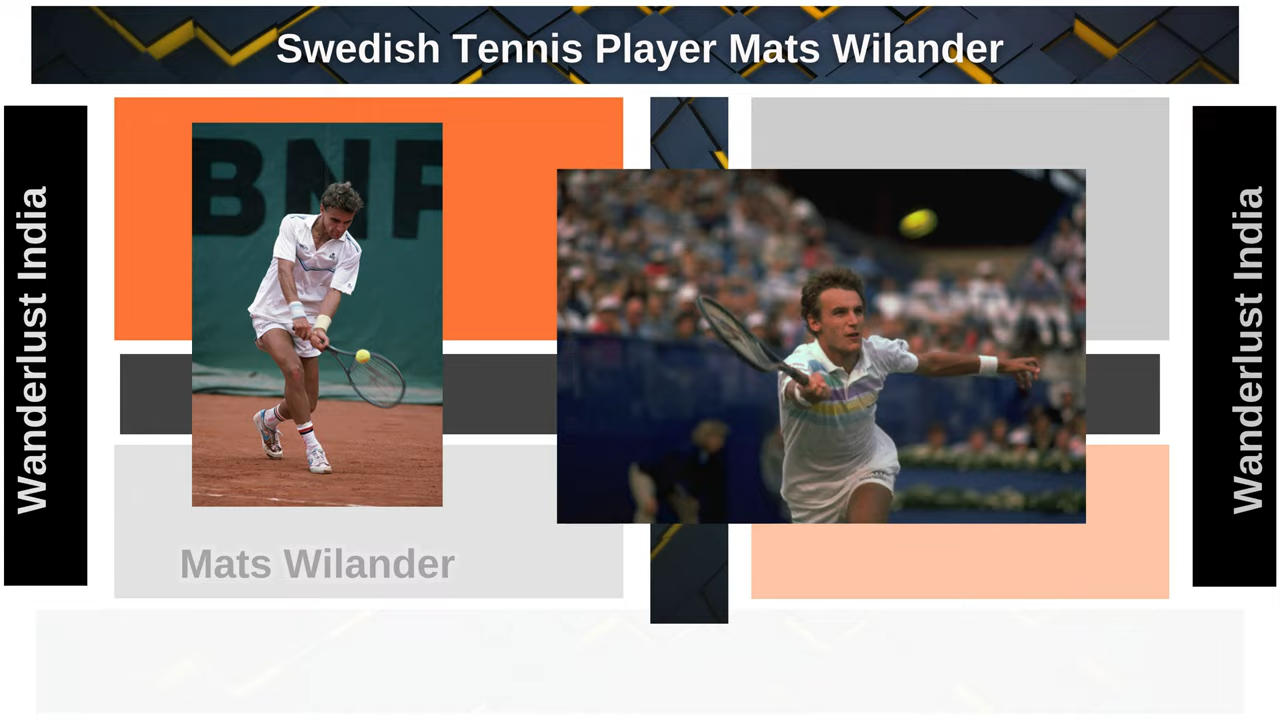 Swedish Tennis Player Mats Wilander
Wanderlust India
BNP
Mats Wilander
Wanderlust India